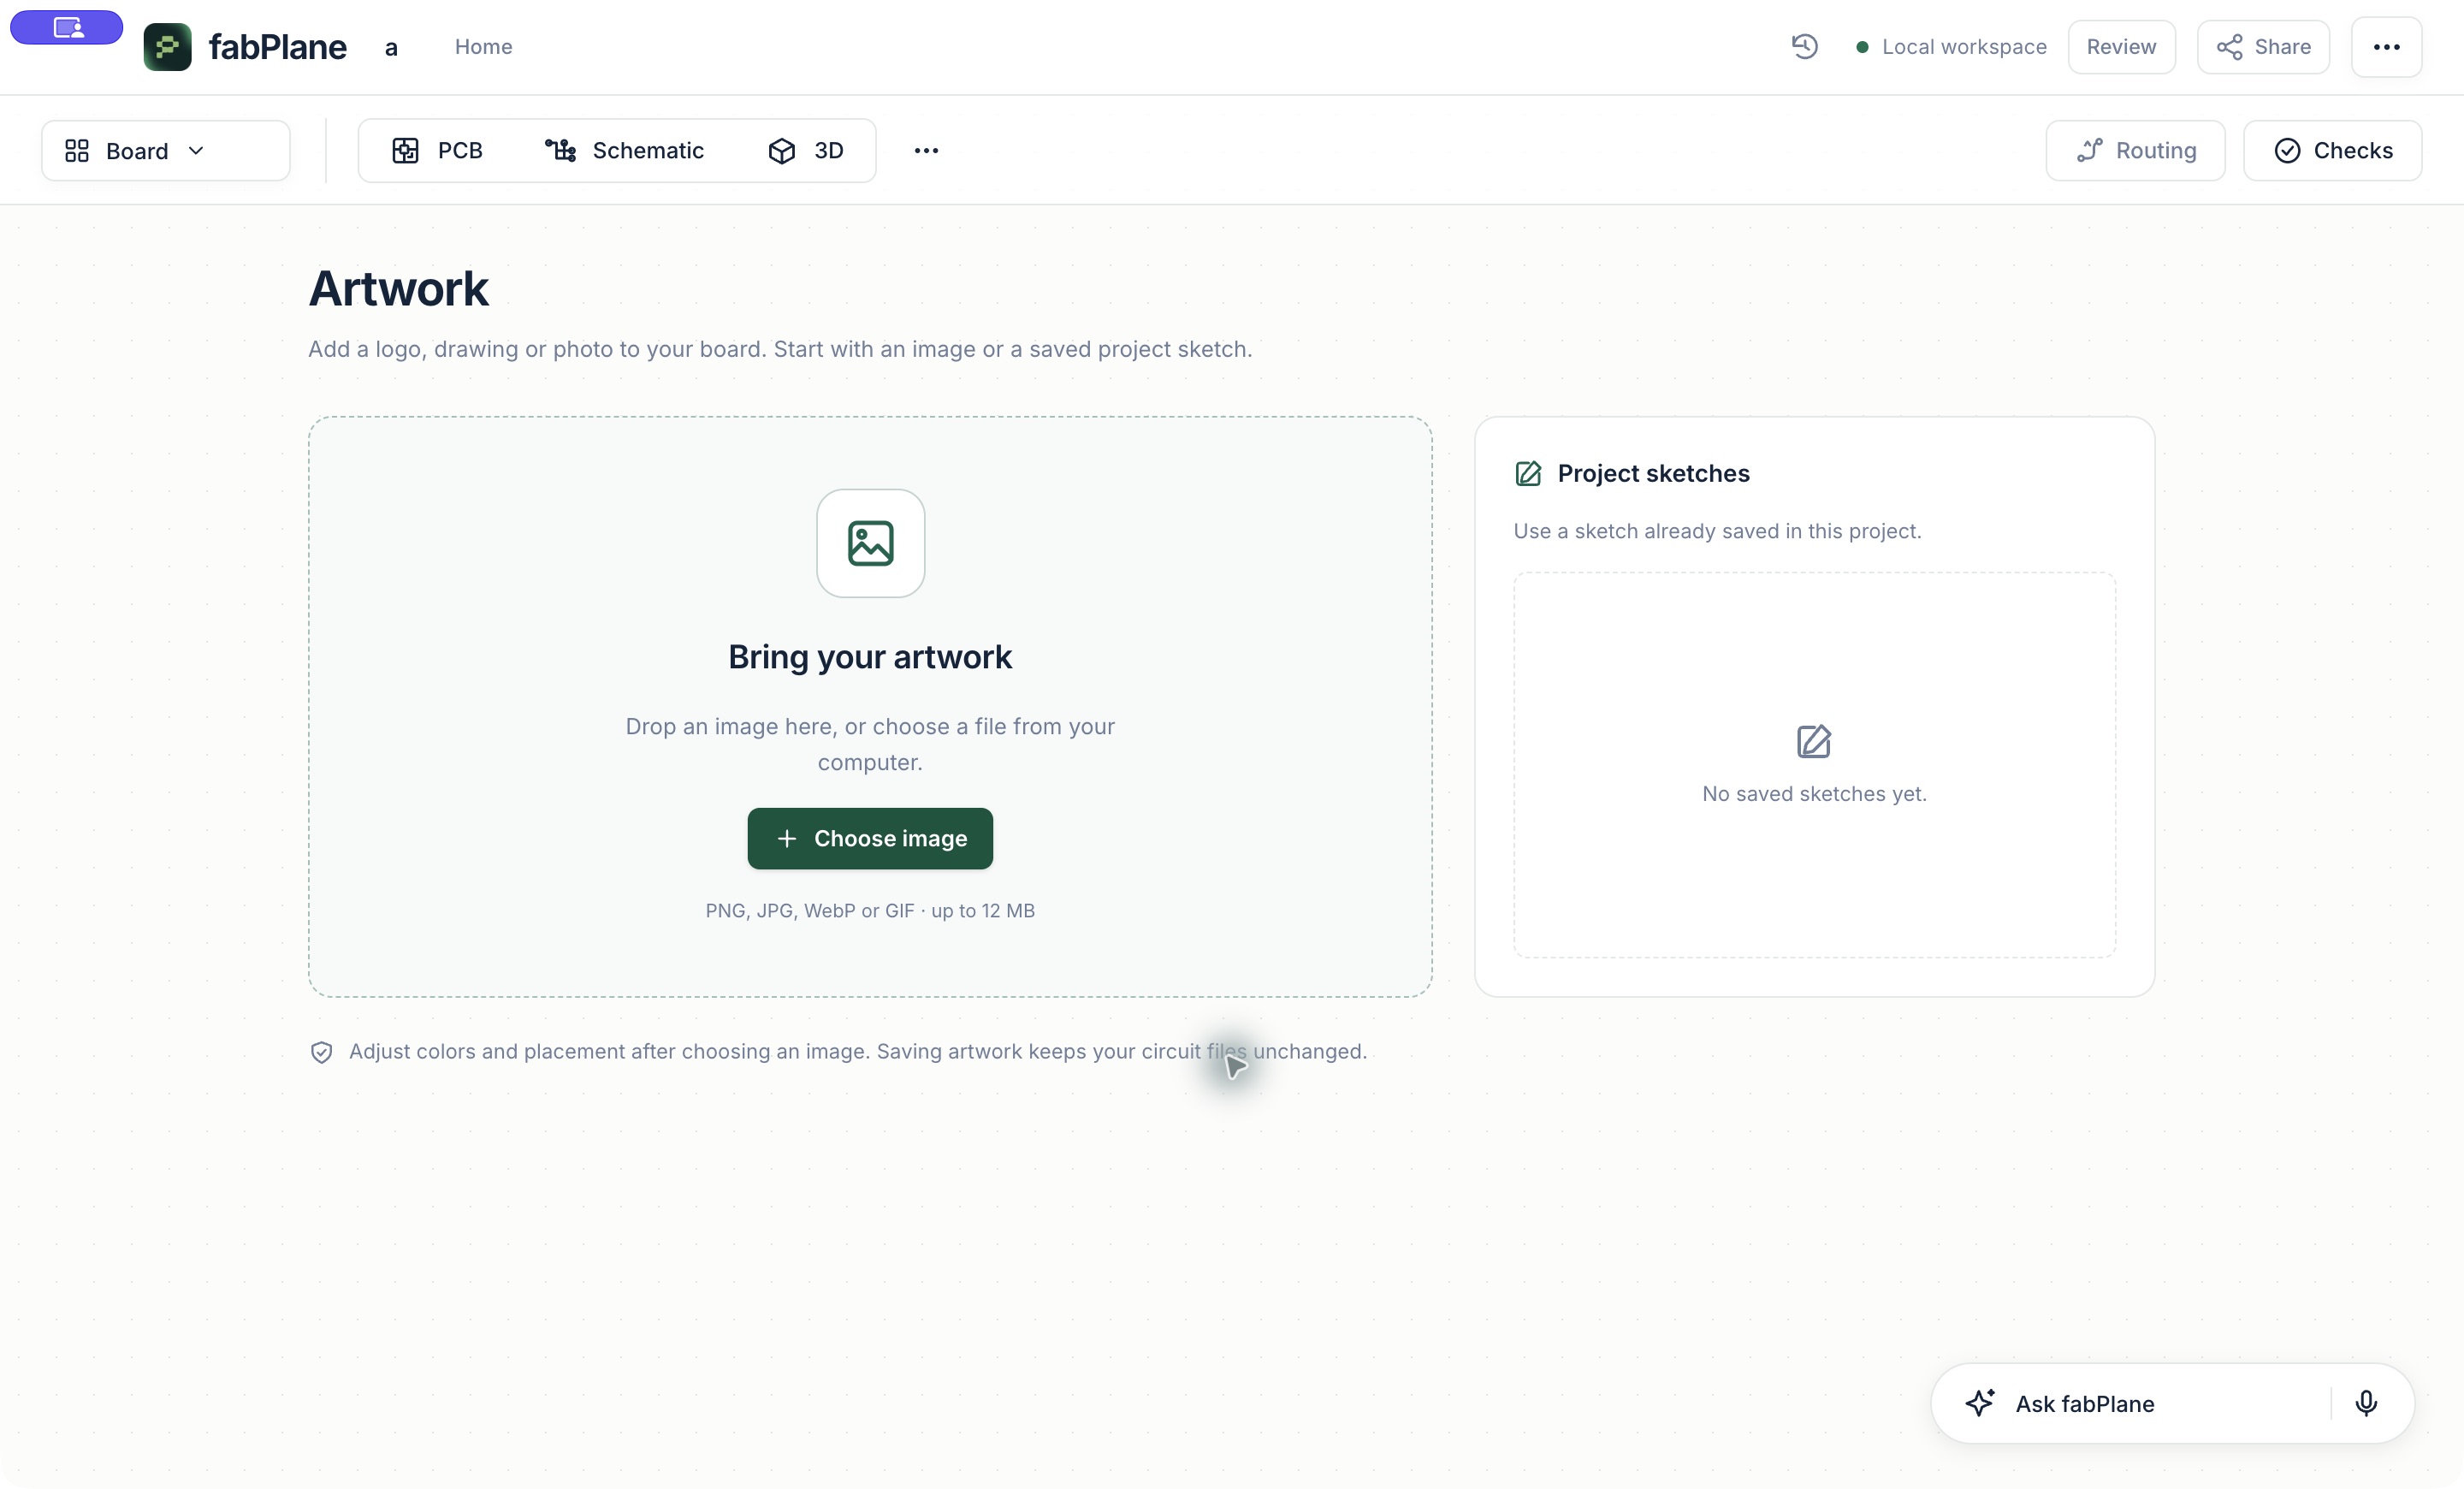 fabPlane
a
Home
Local workspace
Review
Share
Board
PCB
Schematic
3D
Routing
Checks
Artwork
Add a logo, drawing or photo to your board. Start with an image or a saved project sketch.
Bring your artwork
Drop an image here, or choose a file from your
computer.
Choose image
PNG, JPG, WebP or GIF · up to 12 MB
Project sketches
Use a sketch already saved in this project.
No saved sketches yet.
Adjust colors and placement after choosing an image. Saving artwork keeps your circuit files unchanged.
Ask fabPlane